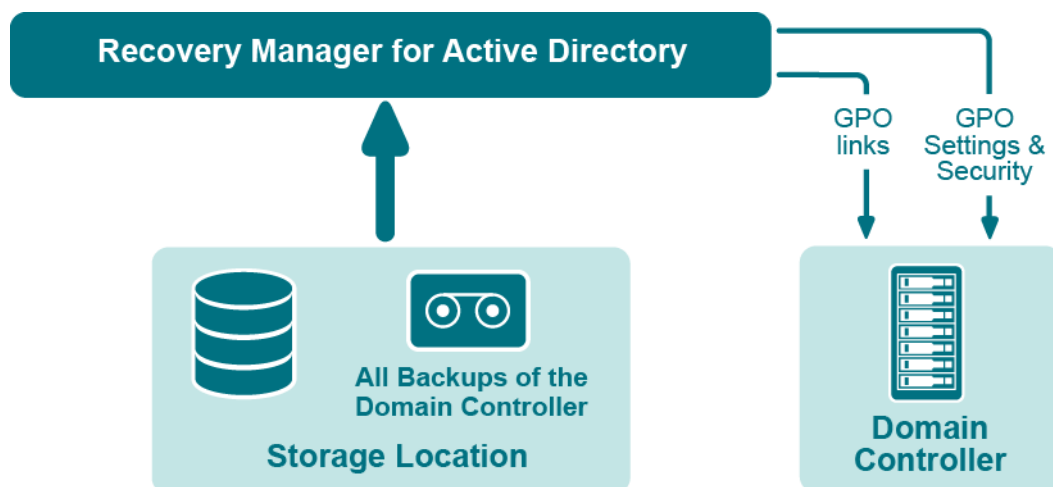 Recovery Manager for Active Directory
GPO
links
GPO
Settings &
Security
All Backups of the
Domain Controller
Storage Location
Domain
Controller